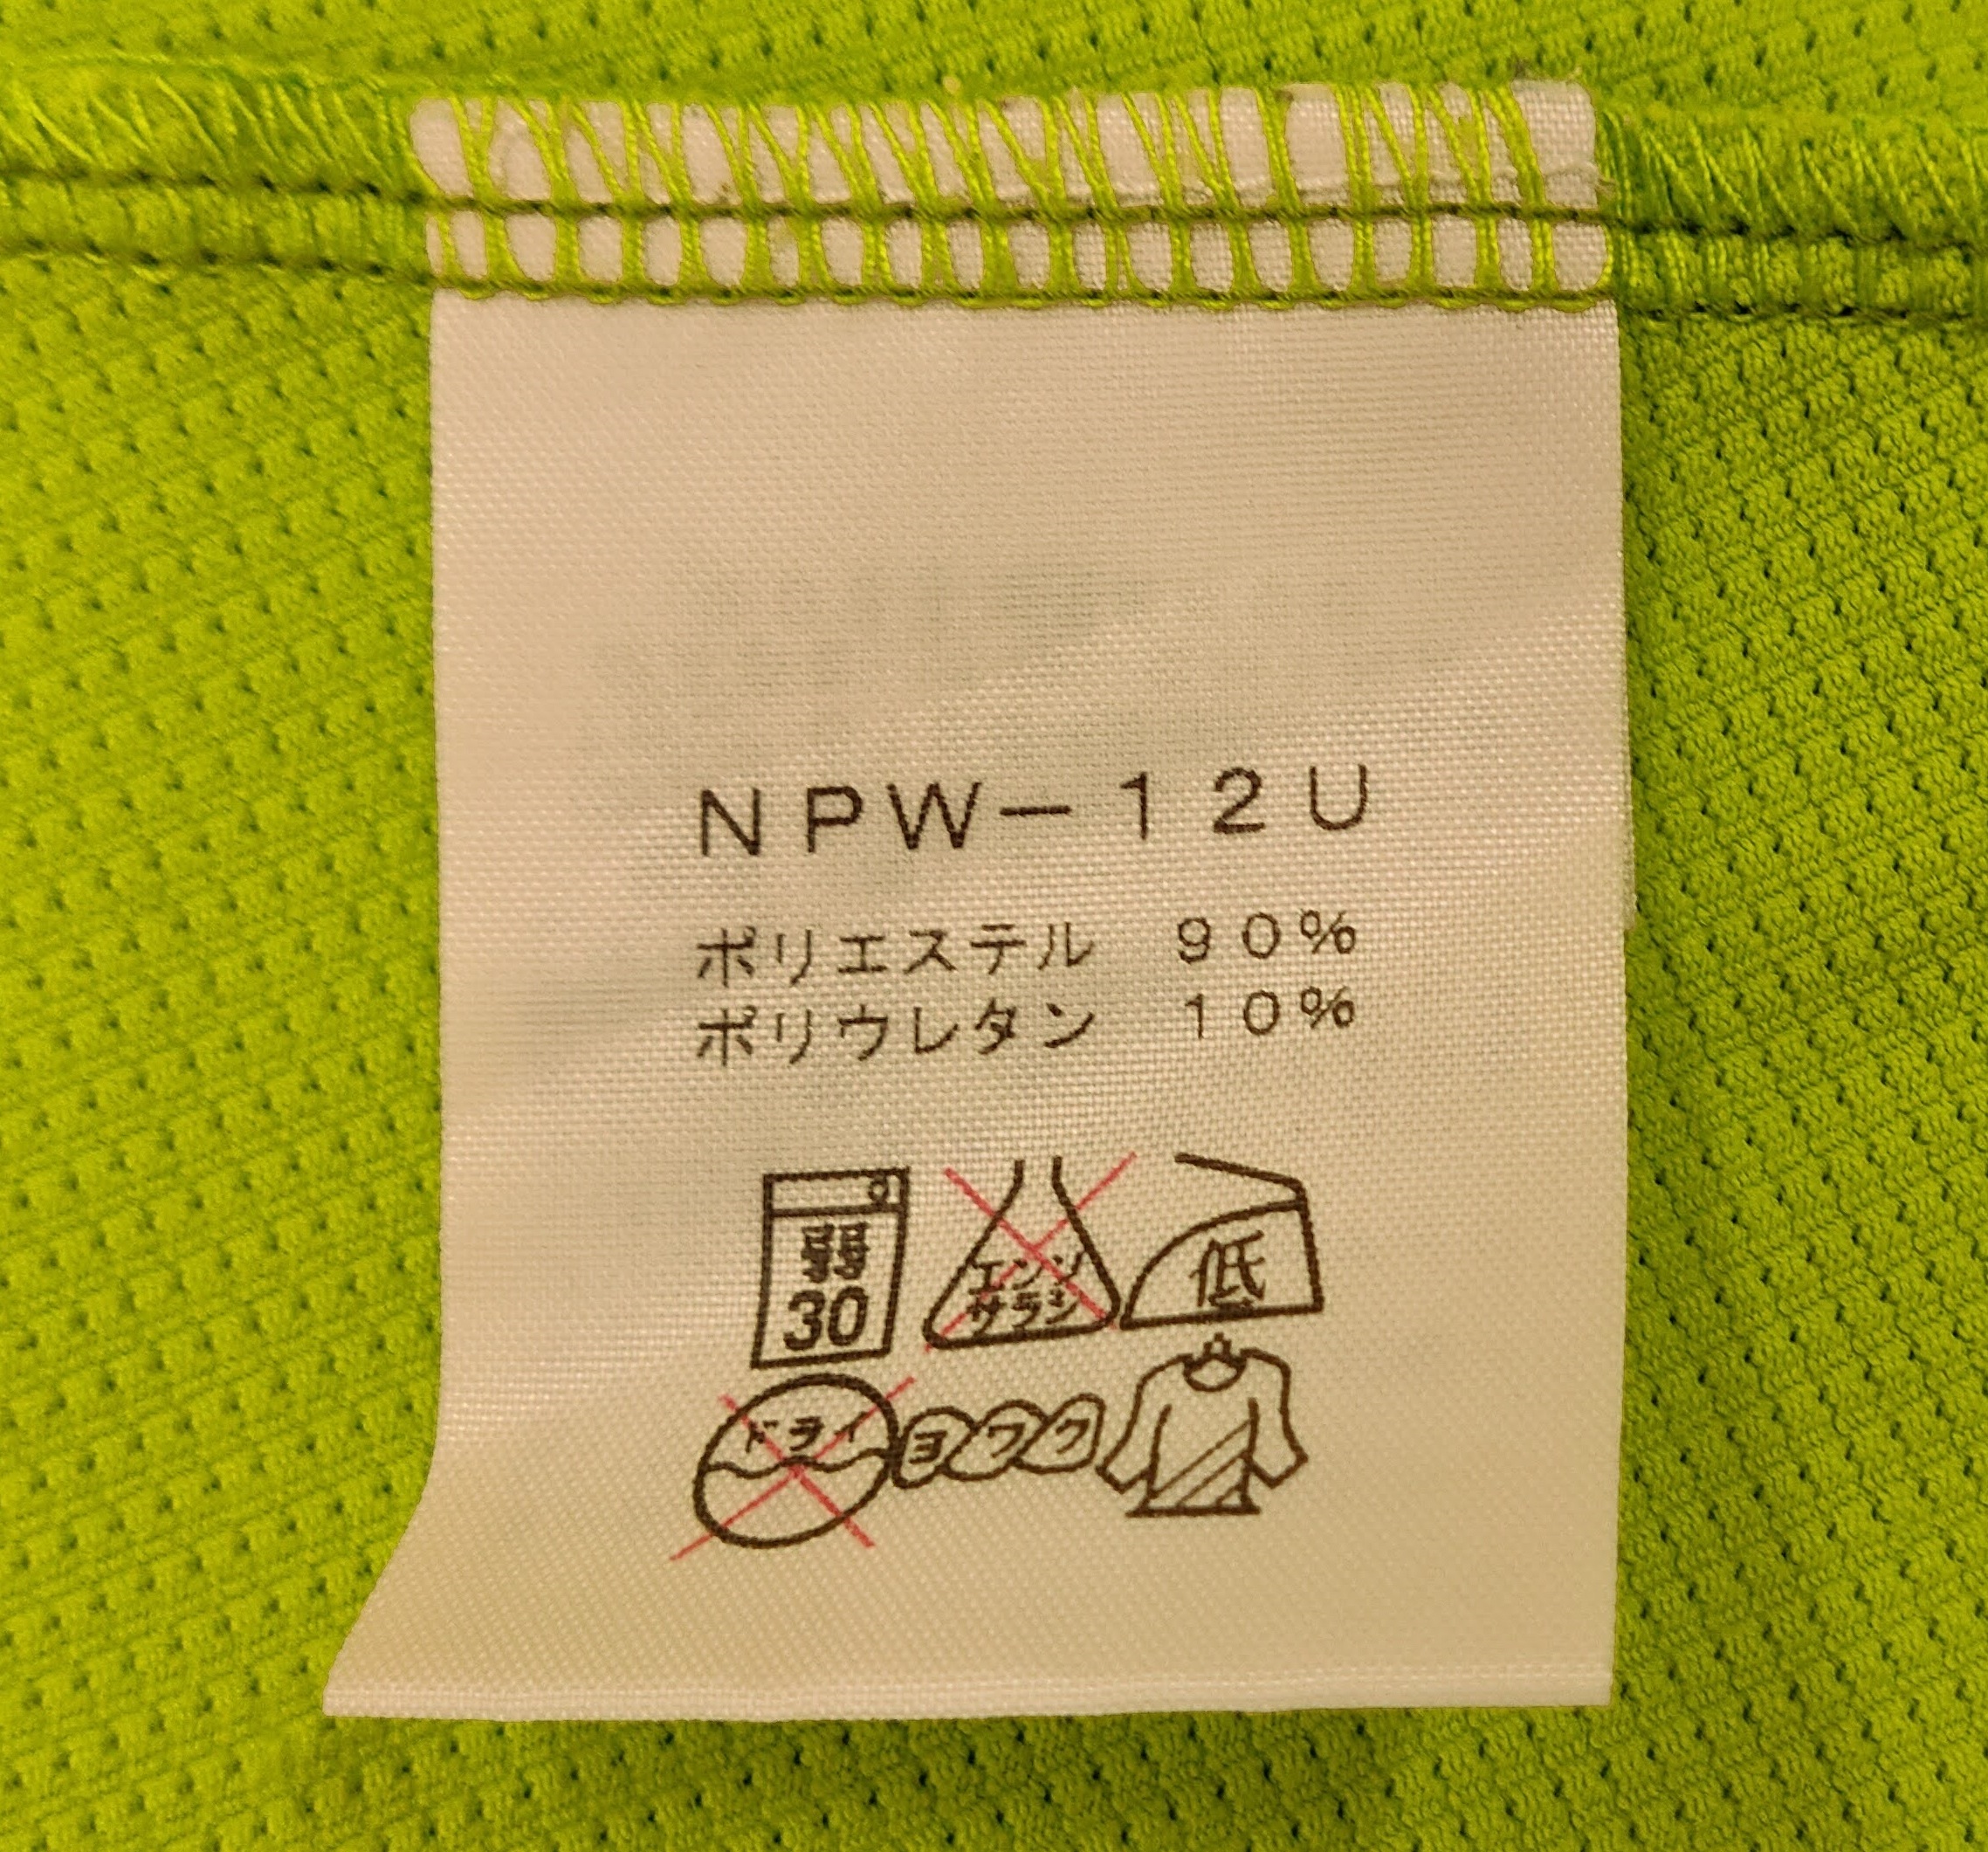 NPW－12U
ポリエステル 90%
ポリウレタン 10%
弱
30
エンソ
サラシ
低
ドライ
ヨワク